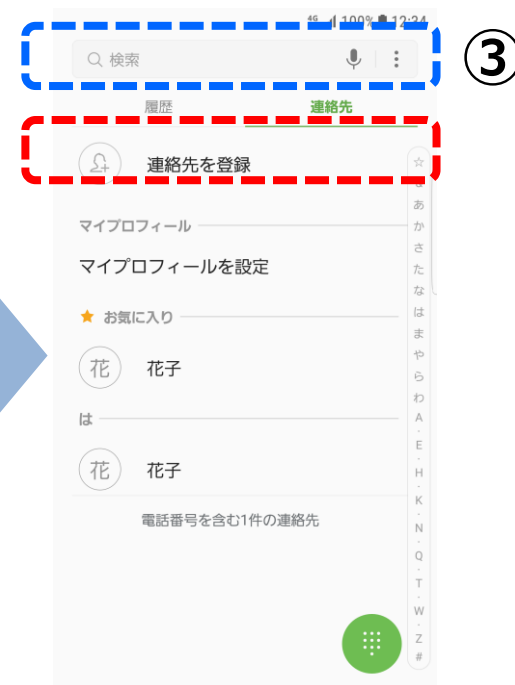 4G 100% 12:34
検索
③
履歴 連絡先
連絡先を登録
マイプロフィール
マイプロフィールを設定
★ お気に入り
花 花子
は
花 花子
電話番号を含む1件の連絡先
☆
あ
か
さ
た
な
は
ま
や
ら
わ
A
·
E
·
H
·
K
·
N
·
Q
·
T
·
W
·
Z
#